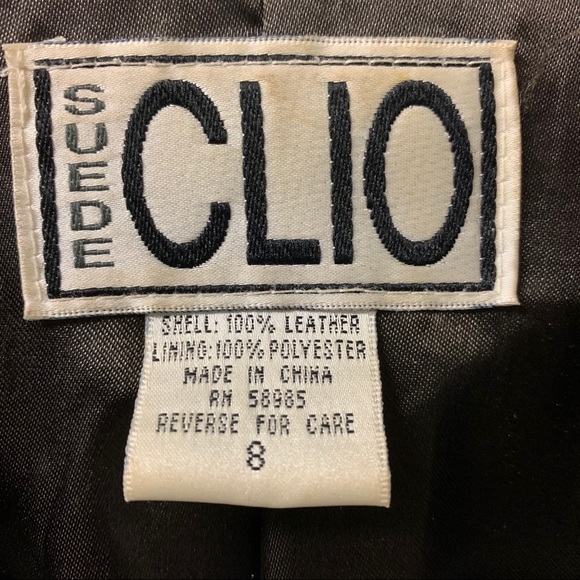 SUEDE
CLIO
SHELL: 100% LEATHER
LINING:100% POLYESTER
MADE IN CHINA
RN 58985
REVERSE FOR CARE
8